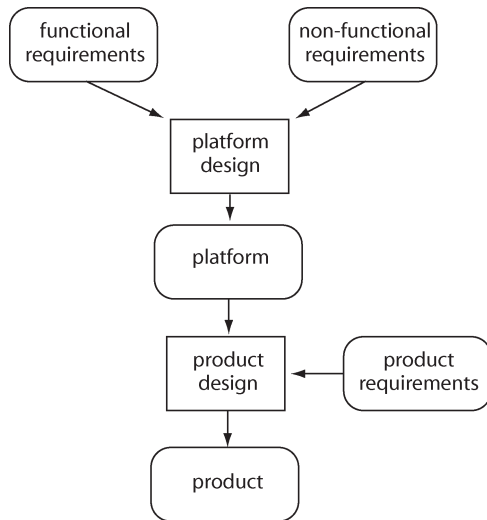 functional
requirements
non-functional
requirements
platform
design
platform
product
design
product
requirements
product